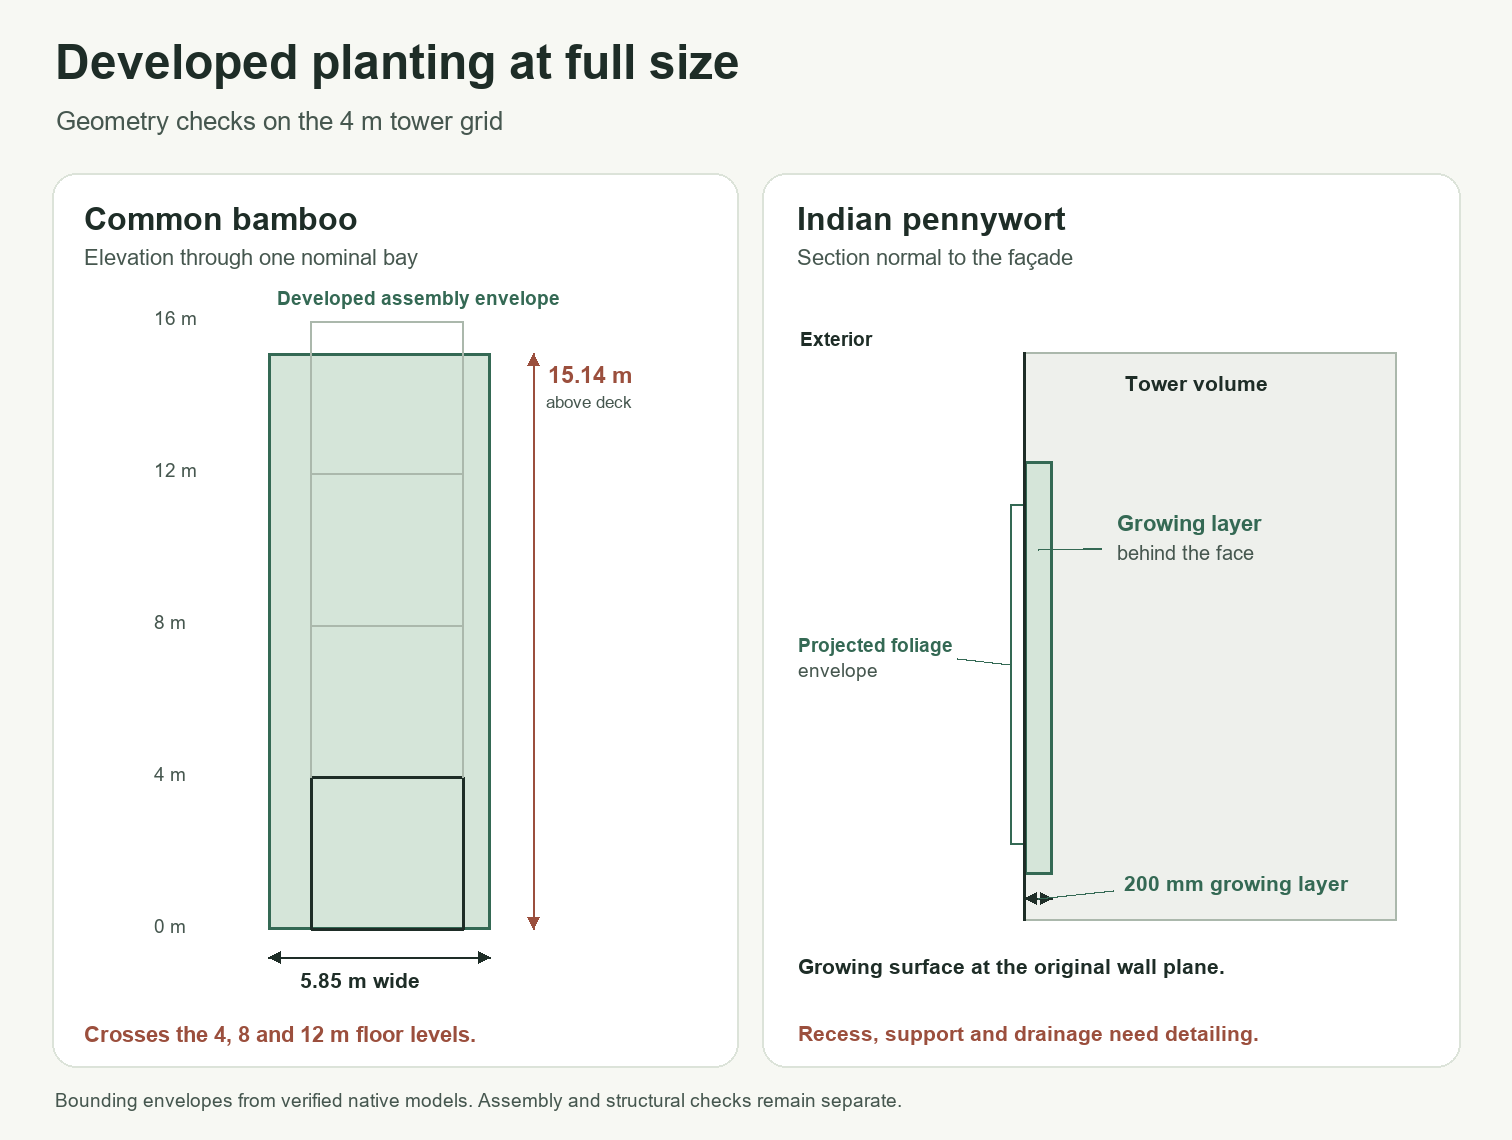 Developed planting at full size
Geometry checks on the 4 m tower grid
Common bamboo
Elevation through one nominal bay
Developed assembly envelope
16 m
15.14 m
above deck
12 m
8 m
4 m
0 m
5.85 m wide
Crosses the 4, 8 and 12 m floor levels.
Indian pennywort
Section normal to the façade
Exterior
Tower volume
Growing layer
behind the face
Projected foliage
envelope
200 mm growing layer
Growing surface at the original wall plane.
Recess, support and drainage need detailing.
Bounding envelopes from verified native models. Assembly and structural checks remain separate.